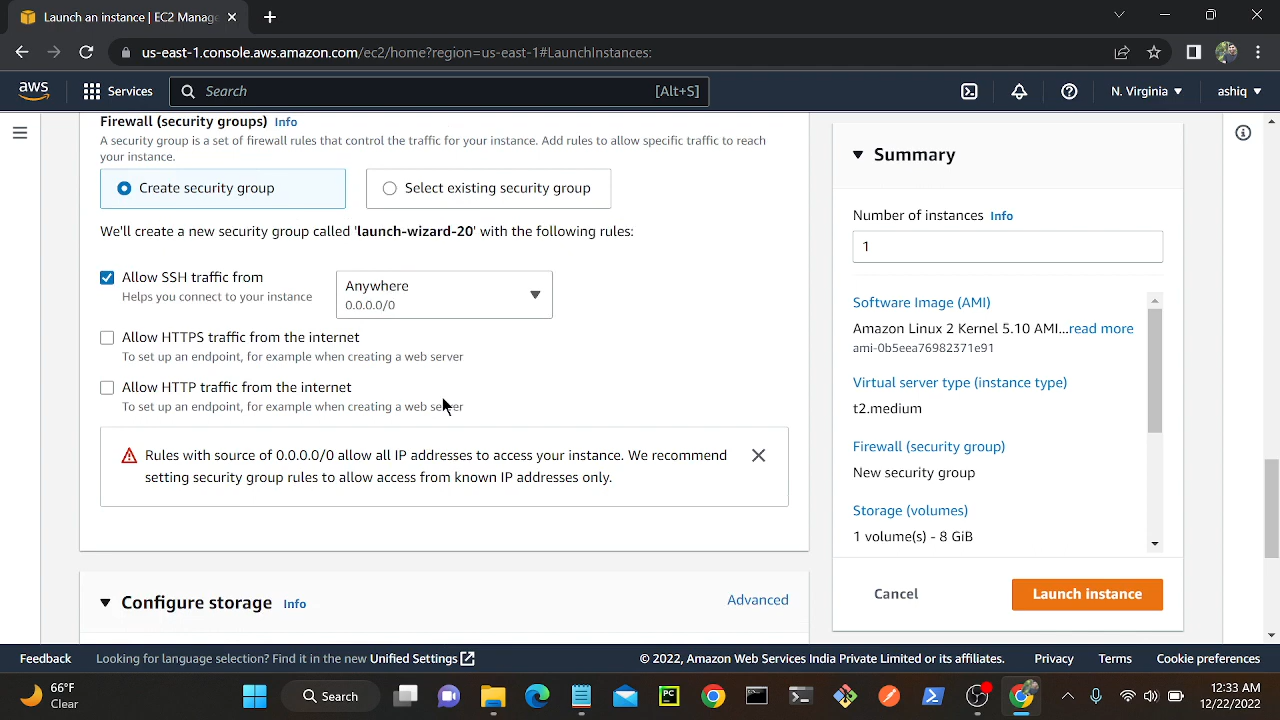 Launch an instance | EC2 Manage
us-east-1.console.aws.amazon.com/ec2/home?region=us-east-1#LaunchInstances:
aws
Services
Search
[Alt+S]
N. Virginia
ashiq
Firewall (security groups) Info
A security group is a set of firewall rules that control the traffic for your instance. Add rules to allow specific traffic to reach
your instance.
Create security group
Select existing security group
We'll create a new security group called 'launch-wizard-20' with the following rules:
Allow SSH traffic from
Helps you connect to your instance
Anywhere
0.0.0.0/0
Allow HTTPS traffic from the internet
To set up an endpoint, for example when creating a web server
Allow HTTP traffic from the internet
To set up an endpoint, for example when creating a web server
Rules with source of 0.0.0.0/0 allow all IP addresses to access your instance. We recommend
setting security group rules to allow access from known IP addresses only.
Configure storage Info
Advanced
Summary
Number of instances Info
1
Software Image (AMI)
Amazon Linux 2 Kernel 5.10 AMI...read more
ami-0b5eea76982371e91
Virtual server type (instance type)
t2.medium
Firewall (security group)
New security group
Storage (volumes)
1 volume(s) - 8 GiB
Cancel
Launch instance
Feedback
Looking for language selection? Find it in the new Unified Settings
© 2022, Amazon Web Services India Private Limited or its affiliates.
Privacy
Terms
Cookie preferences
66°F
Clear
Search
PC
12:33 AM
12/22/2022